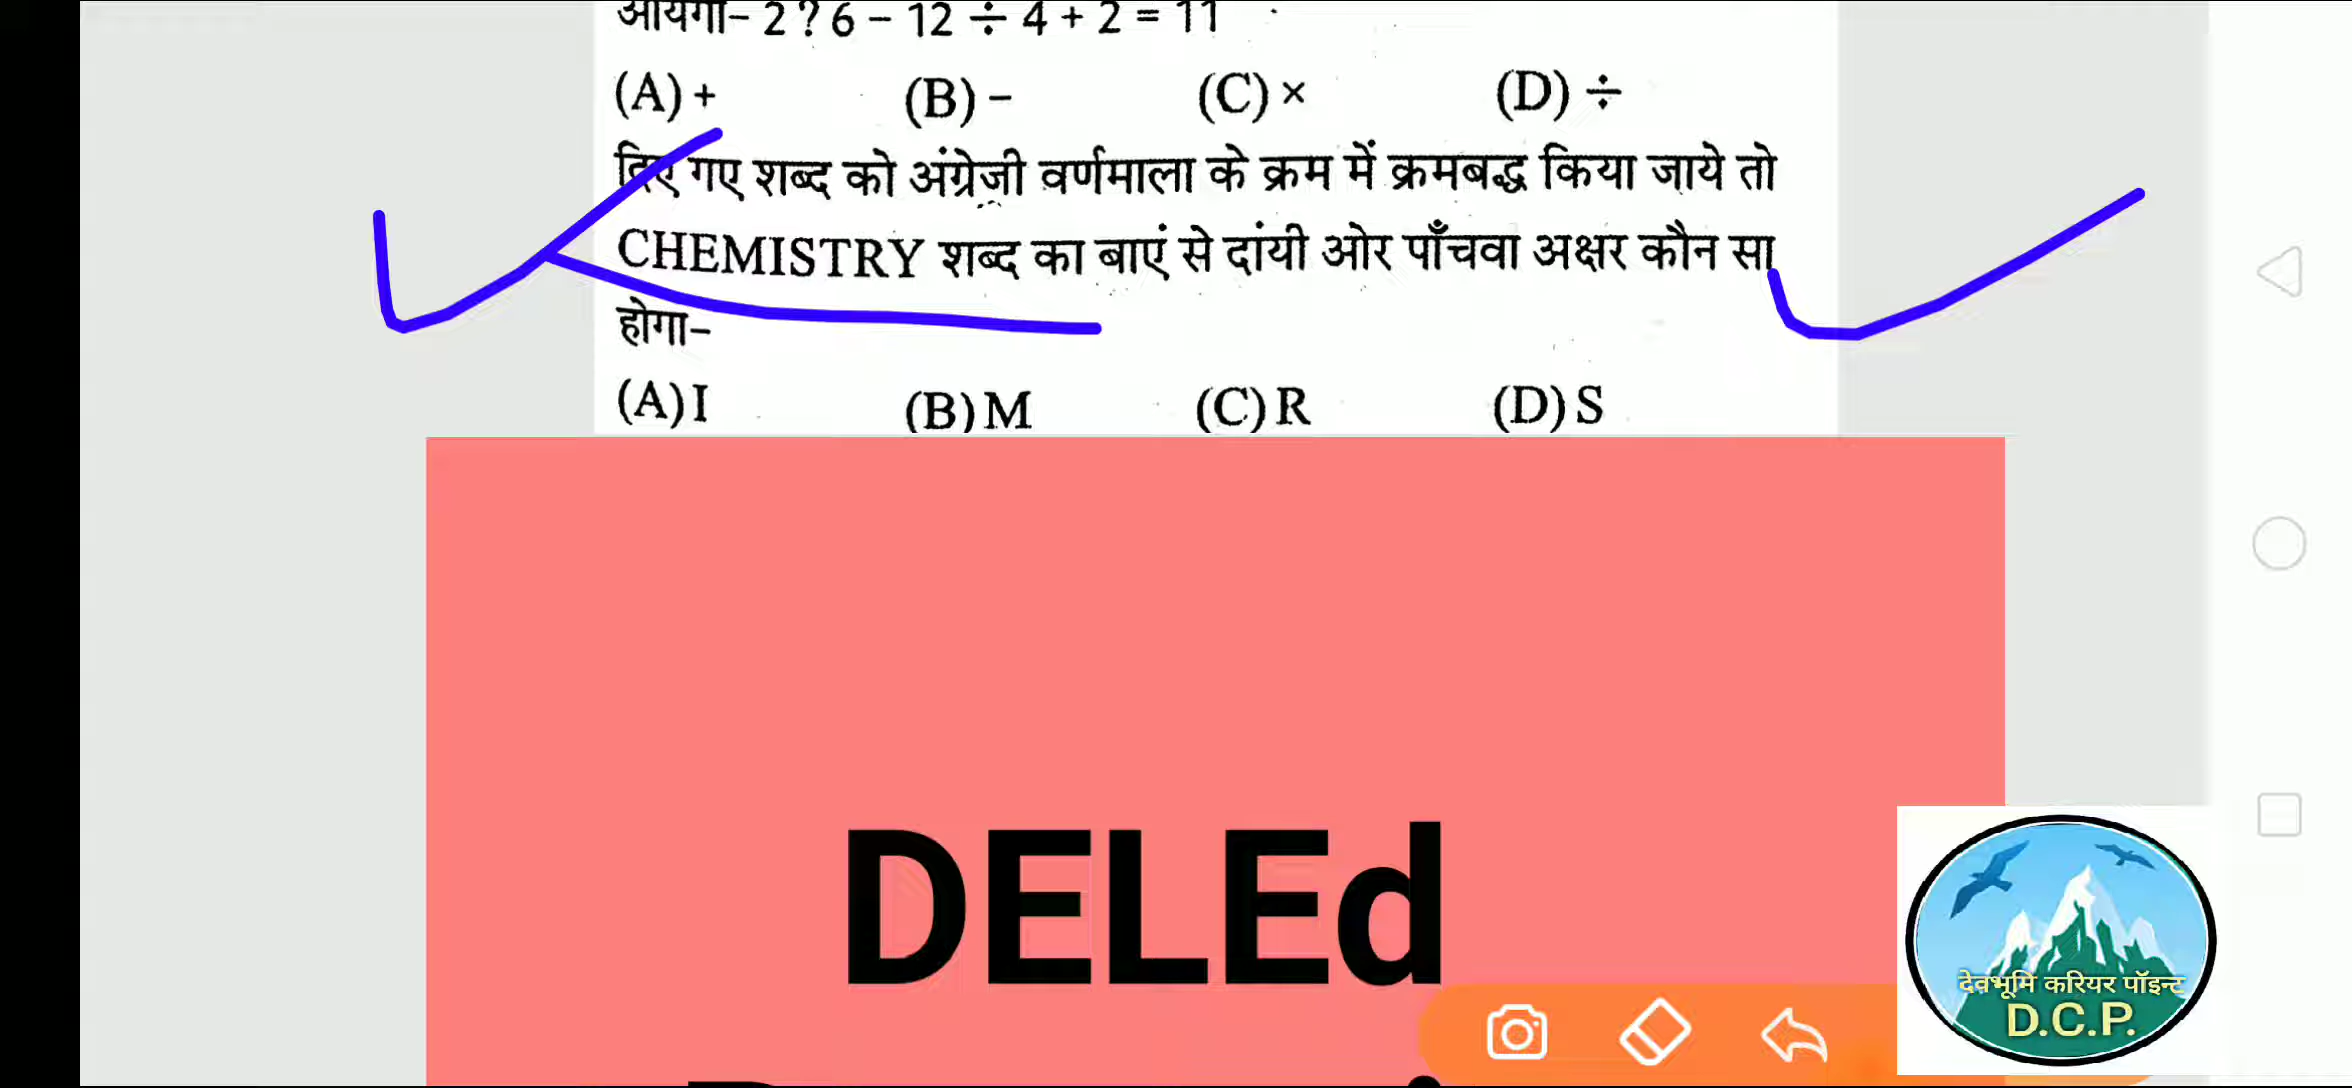 आयेगा– 2 ? 6 – 12 ÷ 4 + 2 = 11
(A) + (B) – (C) × (D) ÷
दिए गए शब्द को अंग्रेजी वर्णमाला के क्रम में क्रमबद्ध किया जाये तो
CHEMISTRY शब्द का बाएं से दांयी ओर पाँचवा अक्षर कौन सा
होगा–
(A) I (B) M (C) R (D) S
DELEd
देवभूमि करियर पॉइन्ट
D.C.P.